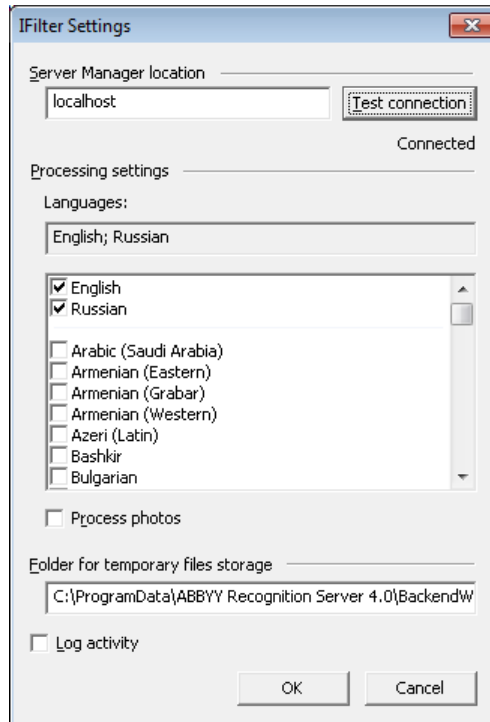 IFilter Settings
Server Manager location
localhost
Test connection
Connected
Processing settings
Languages:
English; Russian
English
Russian
Arabic (Saudi Arabia)
Armenian (Eastern)
Armenian (Grabar)
Armenian (Western)
Azeri (Latin)
Bashkir
Bulgarian
Process photos
Folder for temporary files storage
C:\ProgramData\ABBYY Recognition Server 4.0\BackendW
Log activity
OK
Cancel